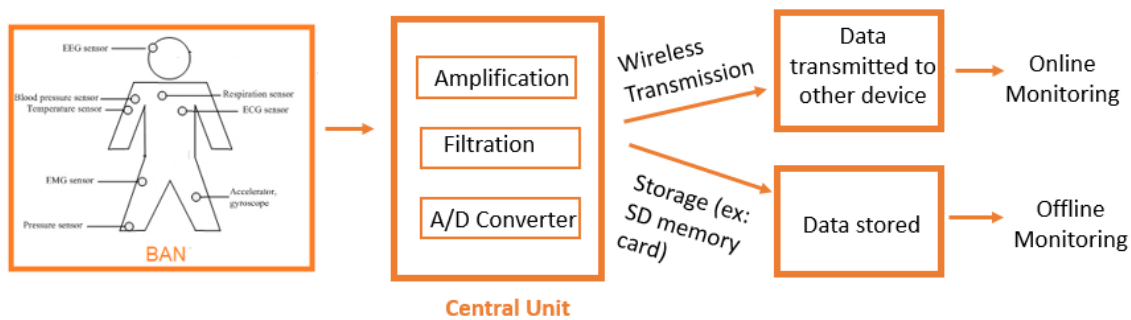 EEG sensor
Blood pressure sensor
Temperature sensor
Respiration sensor
ECG sensor
EMG sensor
Accelerator,
gyroscope
Pressure sensor
BAN
Amplification
Filtration
A/D Converter
Central Unit
Wireless
Transmission
Storage (ex:
SD memory
card)
Data
transmitted to
other device
Online
Monitoring
Data stored
Offline
Monitoring